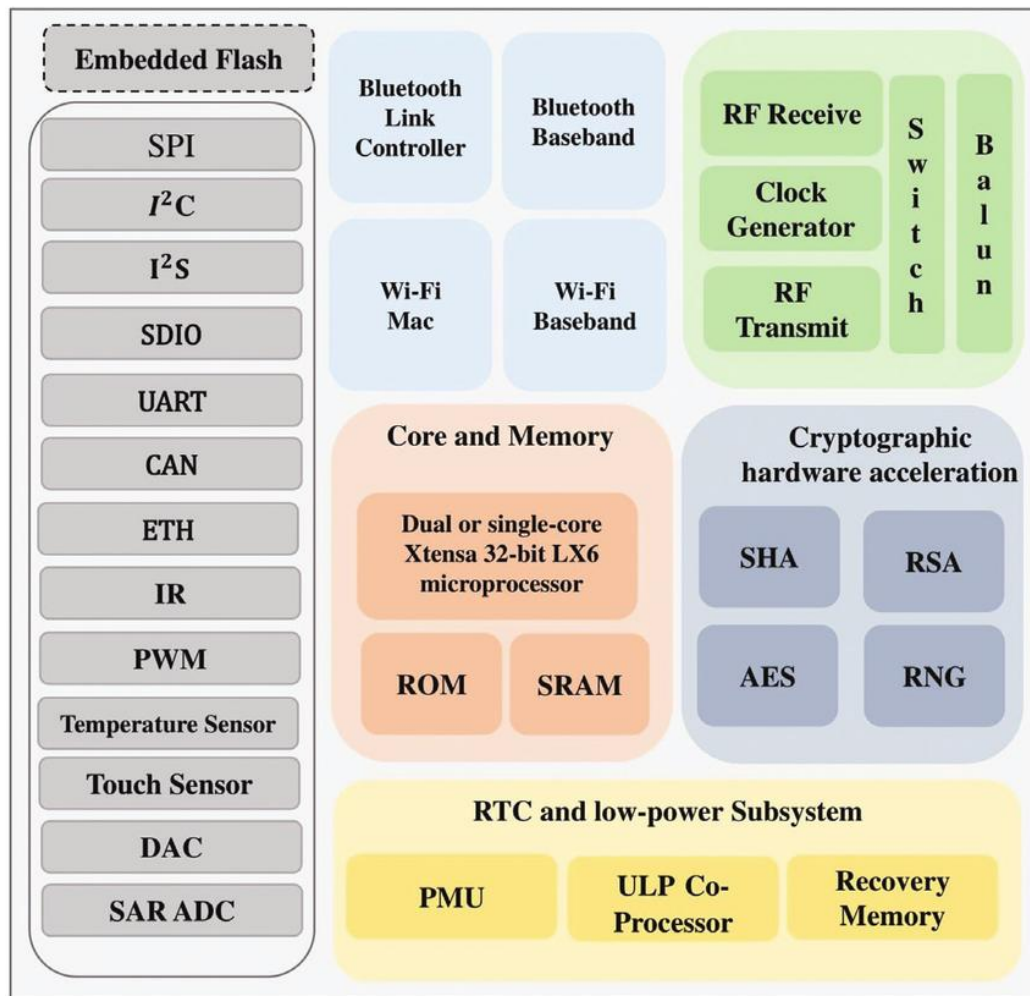 Embedded Flash
SPI
I²C
I²S
SDIO
UART
CAN
ETH
IR
PWM
Temperature Sensor
Touch Sensor
DAC
SAR ADC
Bluetooth
Link
Controller
Bluetooth
Baseband
Wi-Fi
Mac
Wi-Fi
Baseband
RF Receive
Clock
Generator
RF
Transmit
Switch
Balun
Core and Memory
Dual or single-core
Xtensa 32-bit LX6
microprocessor
ROM
SRAM
Cryptographic
hardware acceleration
SHA
RSA
AES
RNG
RTC and low-power Subsystem
PMU
ULP Co-
Processor
Recovery
Memory